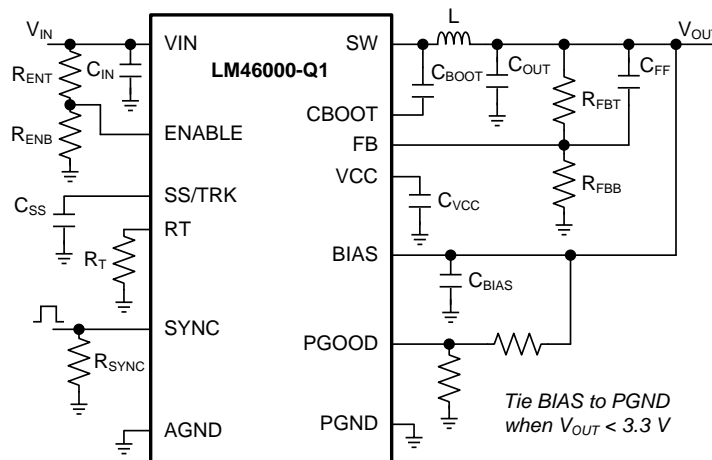 V_IN
VIN
SW
L
V_OUT
R_ENT
C_IN
LM46000-Q1
C_BOOT
C_OUT
C_FF
R_FBT
CBOOT
R_ENB
ENABLE
FB
VCC
R_FBB
C_SS
SS/TRK
C_VCC
RT
R_T
BIAS
C_BIAS
SYNC
R_SYNC
PGOOD
Tie BIAS to PGND
when V_OUT < 3.3 V
AGND
PGND